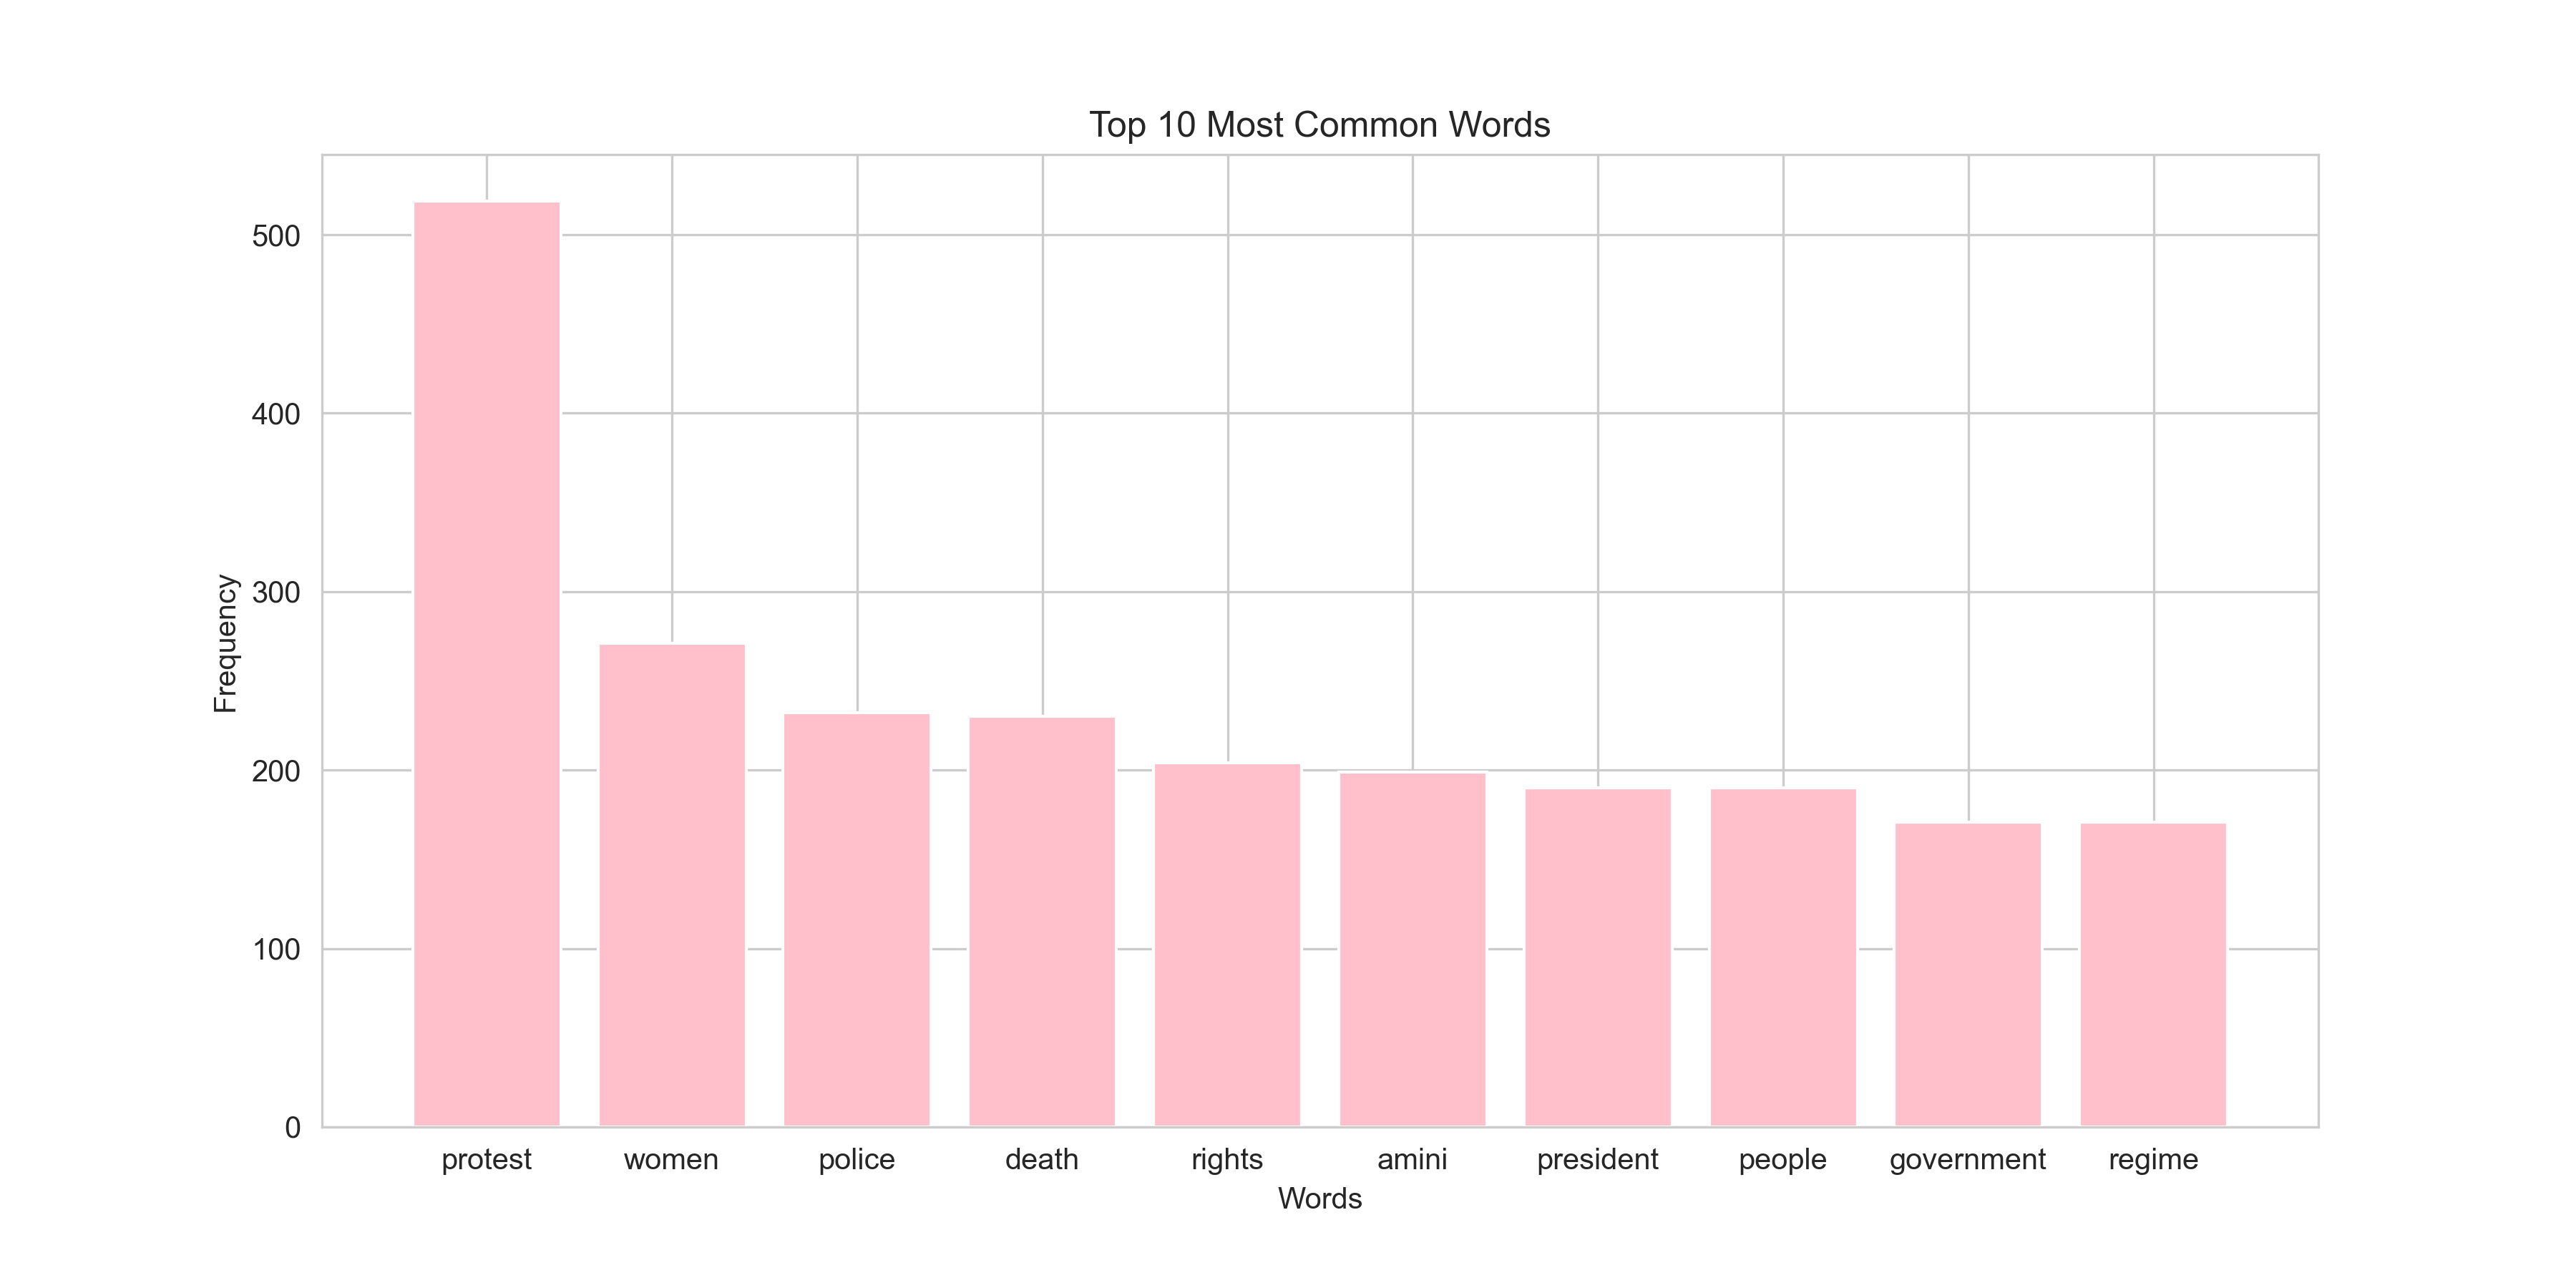 Top 10 Most Common Words
500
400
300
200
100
0
Frequency
protest women police death rights amini president people government regime
Words